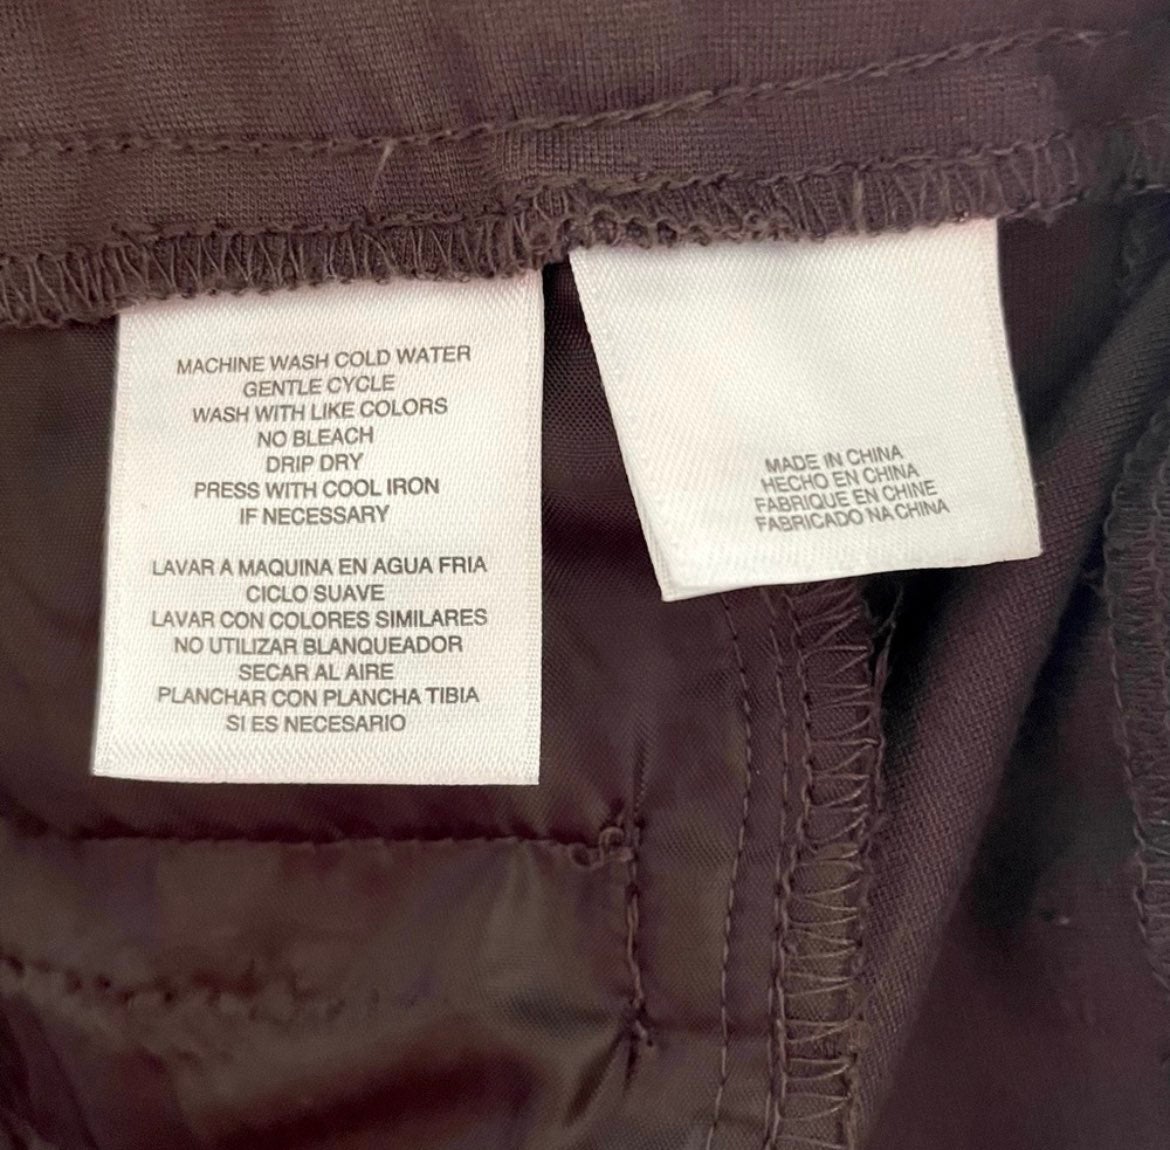 MACHINE WASH COLD WATER
GENTLE CYCLE
WASH WITH LIKE COLORS
NO BLEACH
DRIP DRY
PRESS WITH COOL IRON
IF NECESSARY
LAVAR A MAQUINA EN AGUA FRIA
CICLO SUAVE
LAVAR CON COLORES SIMILARES
NO UTILIZAR BLANQUEADOR
SECAR AL AIRE
PLANCHAR CON PLANCHA TIBIA
SI ES NECESARIO
MADE IN CHINA
HECHO EN CHINA
FABRIQUE EN CHINE
FABRICADO NA CHINA